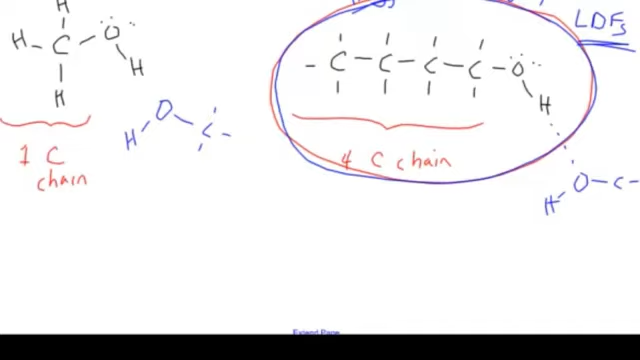 LDFs
H
H-C-O
H
H
-C-C-C-C-O
H
H O C-
1 C
chain
4 C chain
H O-C-
Extend Page